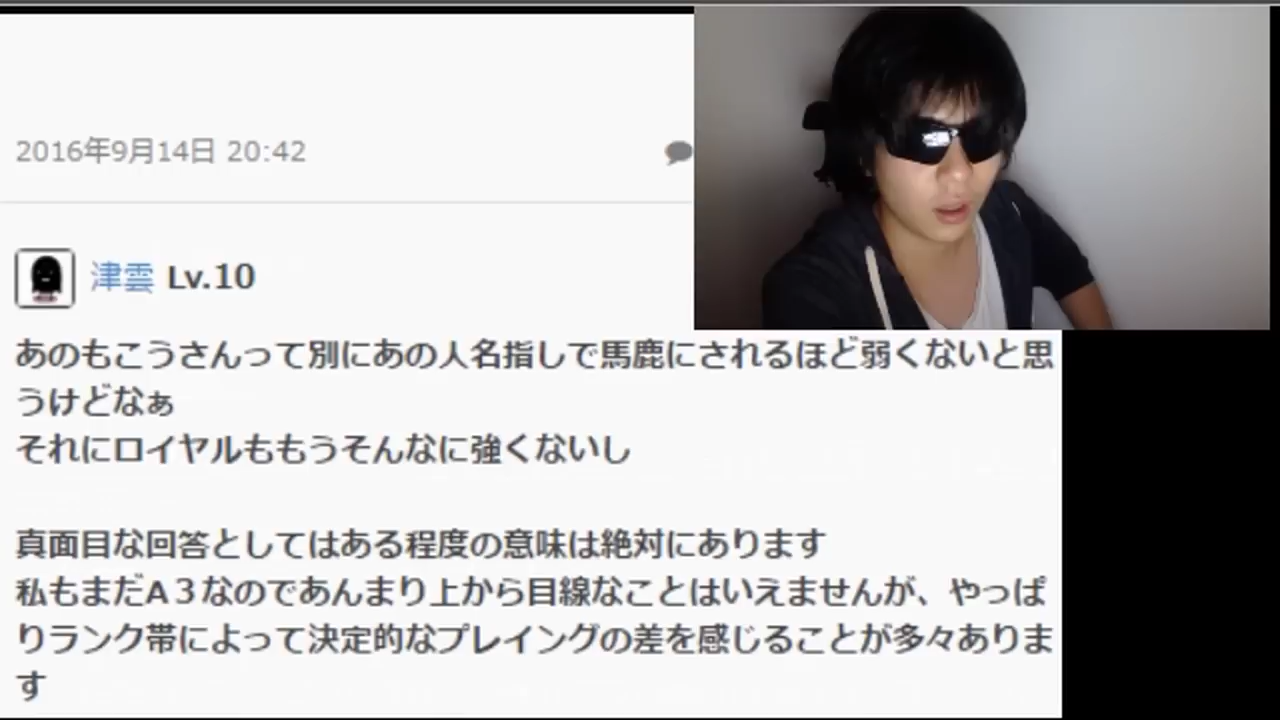 2016年9月14日 20:42
津雲 Lv.10
あのもこうさんって別にあの人名指しで馬鹿にされるほど弱くないと思
うけどなぁ
それにロイヤルももうそんなに強くないし
真面目な回答としてはある程度の意味は絶対にあります
私もまだA３なのであんまり上から目線なことはいえませんが、やっぱ
りランク帯によって決定的なプレイングの差を感じることが多々ありま
す